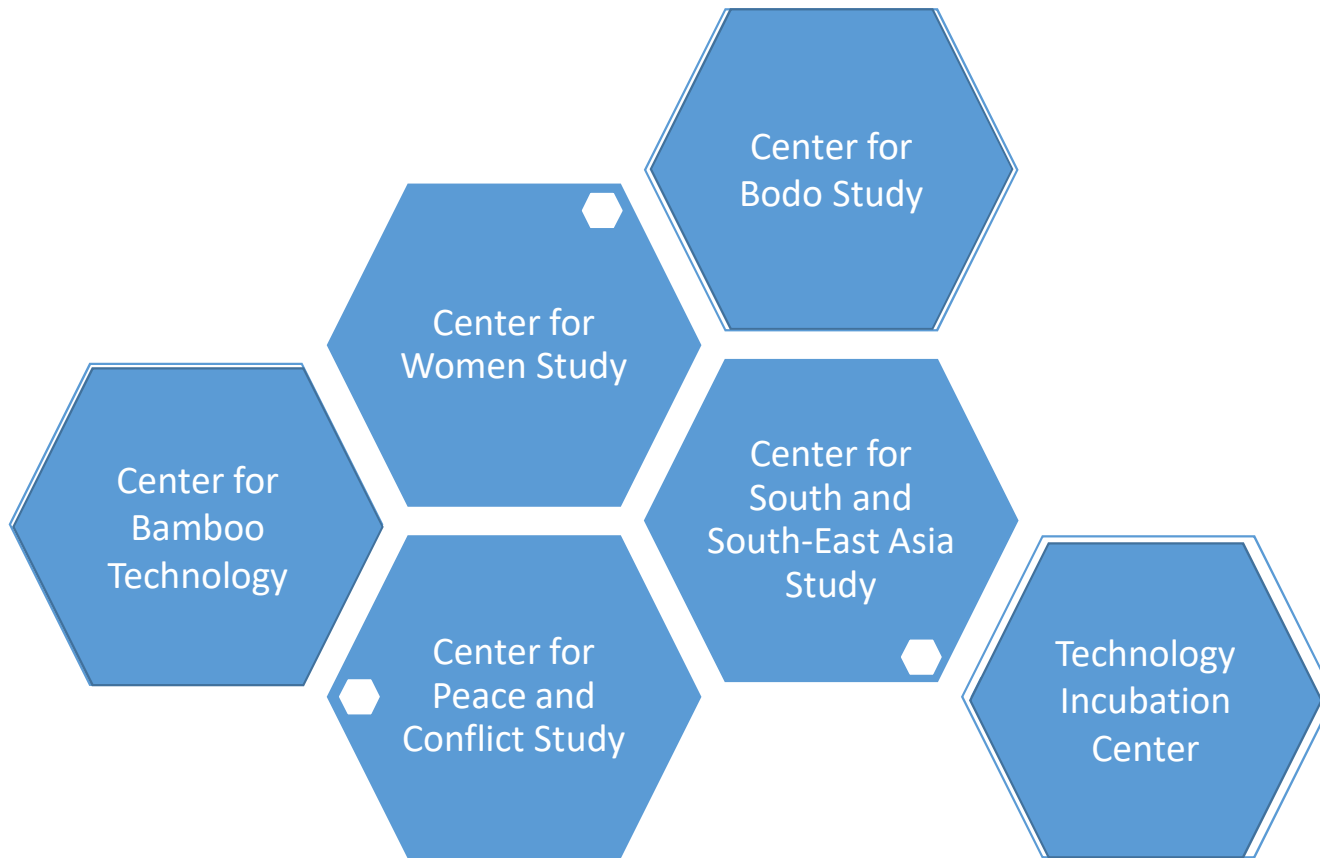 Center for
Bodo Study
Center for
Women Study
Center for
Bamboo
Technology
Center for
South and
South-East Asia
Study
Center for
Peace and
Conflict Study
Technology
Incubation
Center